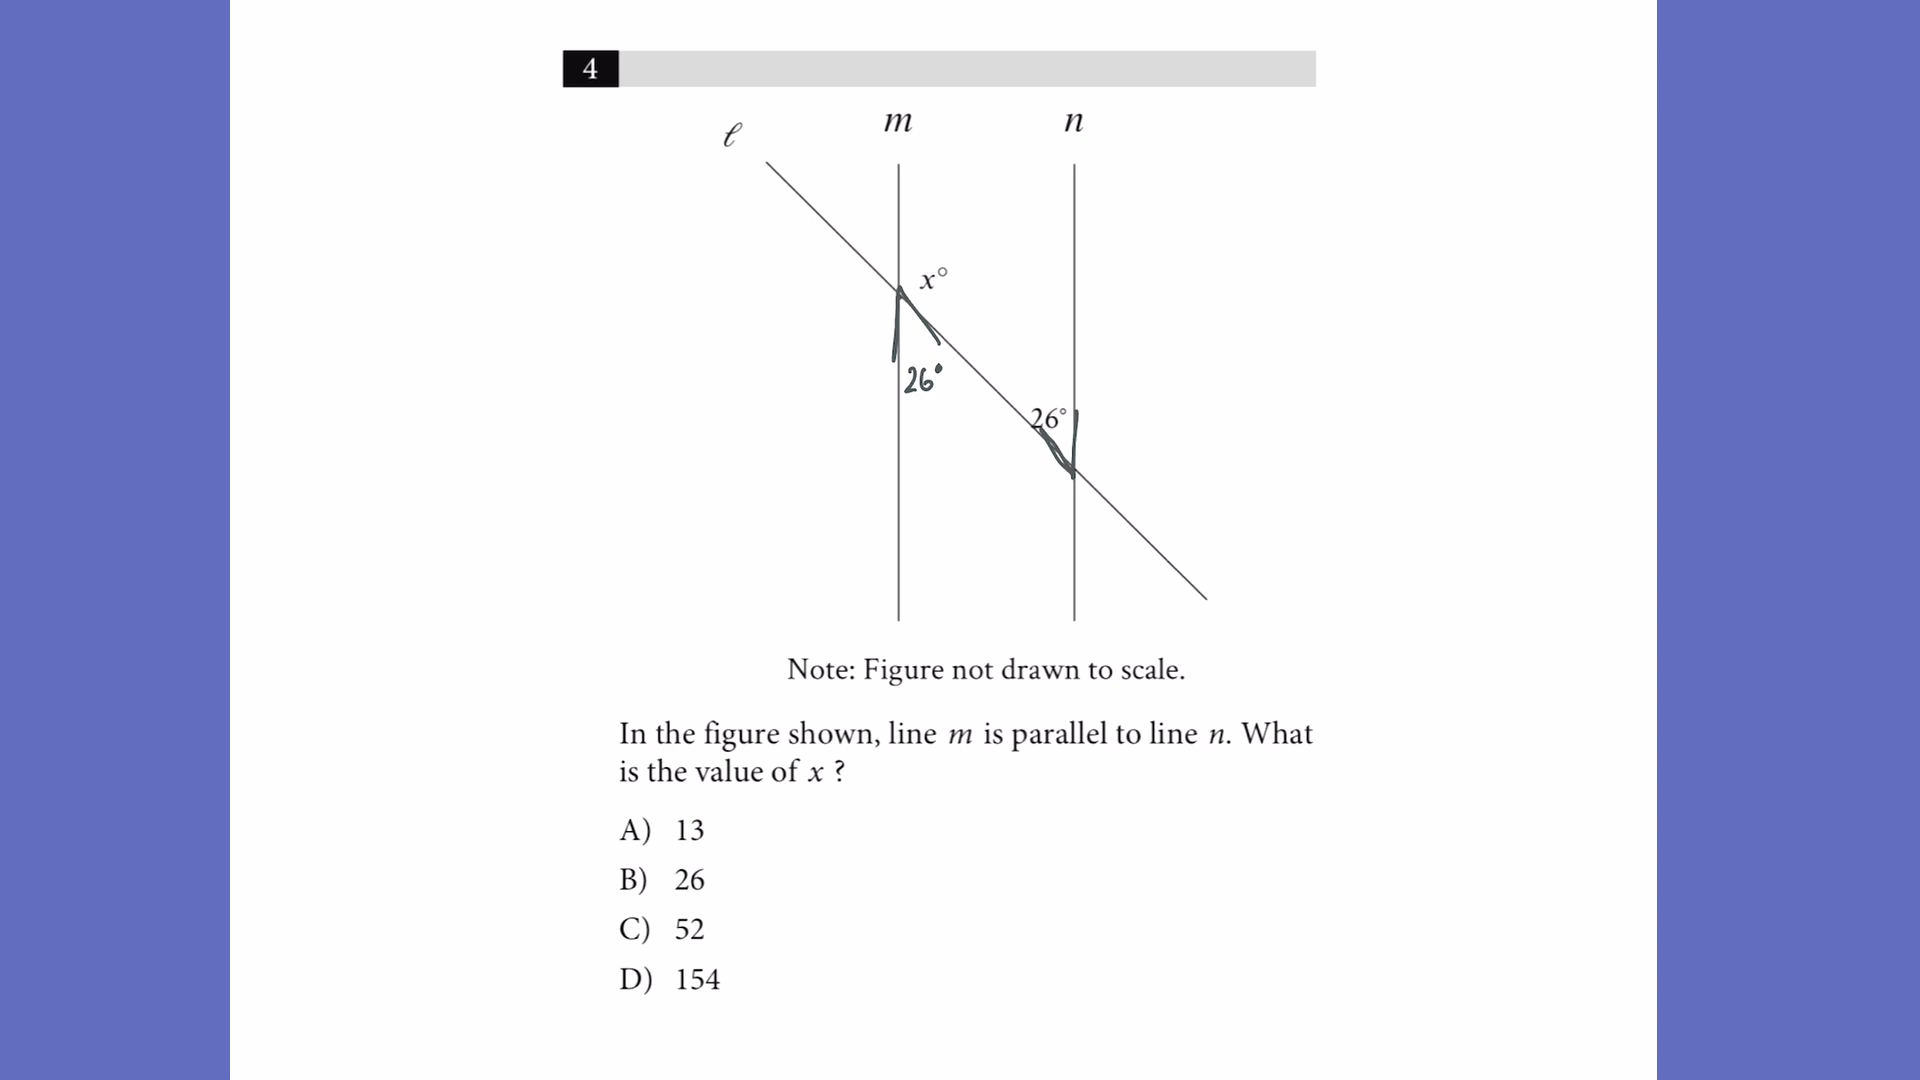 4
ℓ
m
n
x°
26°
26°
Note: Figure not drawn to scale.
In the figure shown, line m is parallel to line n. What
is the value of x ?
A) 13
B) 26
C) 52
D) 154